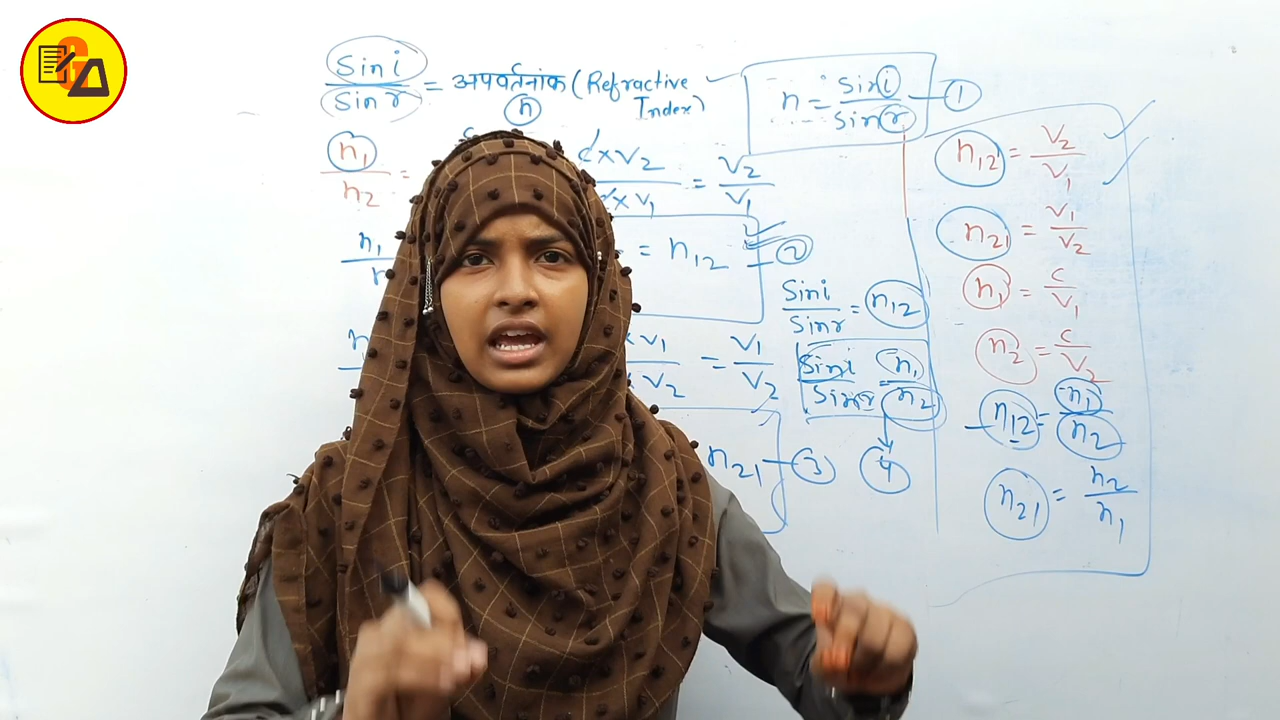 Sin i / Sin r = अपवर्तनांक (Refractive Index)
n
n = sin i / sin r — 1
n1 / n2 = c×v2 / c×v1 = v2 / v1
n1 = n12 — 2
v1 / v2 = v1 / v2
n21 — 3
Sin i / Sin r = n12
Sin i / Sin r = n1 / n2
4
n12 = v2 / v1
n21 = v1 / v2
n1 = c / v1
n2 = c / v2
n12 = n1 / n2
n21 = n2 / n1